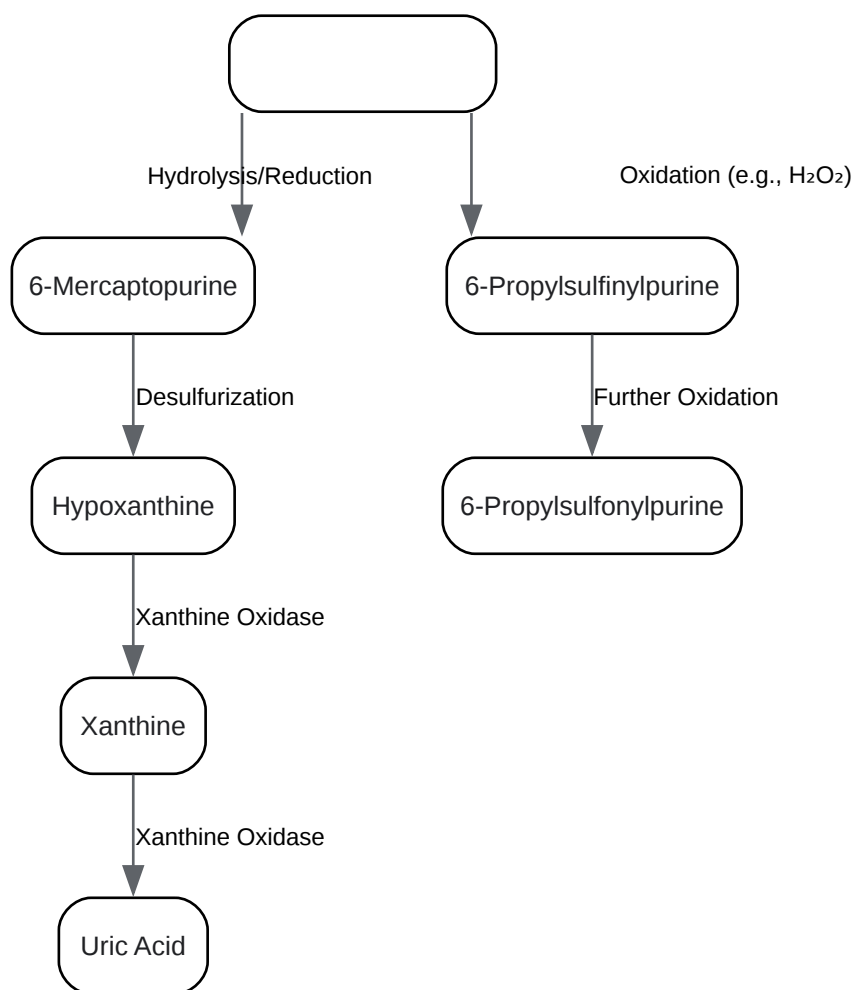 Hydrolysis/Reduction
Oxidation (e.g., H₂O₂)
6-Mercaptopurine
6-Propylsulfinylpurine
Desulfurization
Further Oxidation
Hypoxanthine
6-Propylsulfonylpurine
Xanthine Oxidase
Xanthine
Xanthine Oxidase
Uric Acid